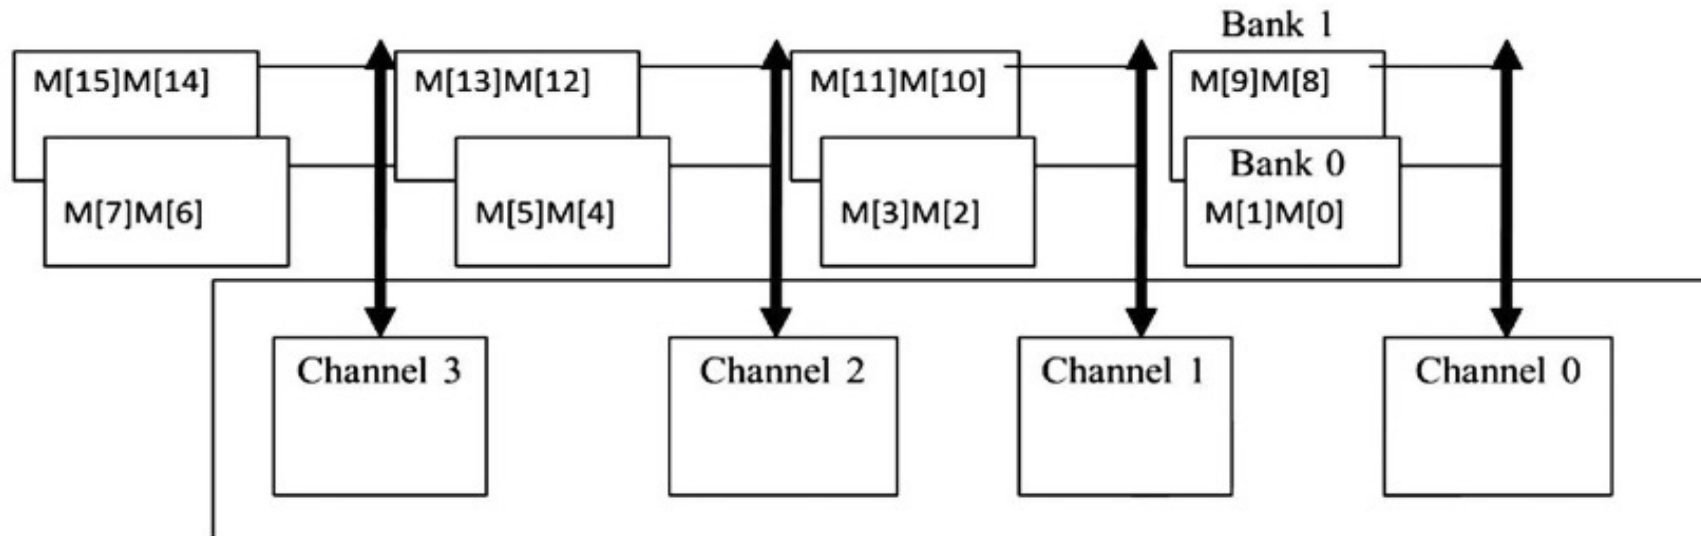 Bank 1
M[15]M[14] M[13]M[12] M[11]M[10] M[9]M[8]
Bank 0
M[7]M[6] M[5]M[4] M[3]M[2] M[1]M[0]
Channel 3 Channel 2 Channel 1 Channel 0